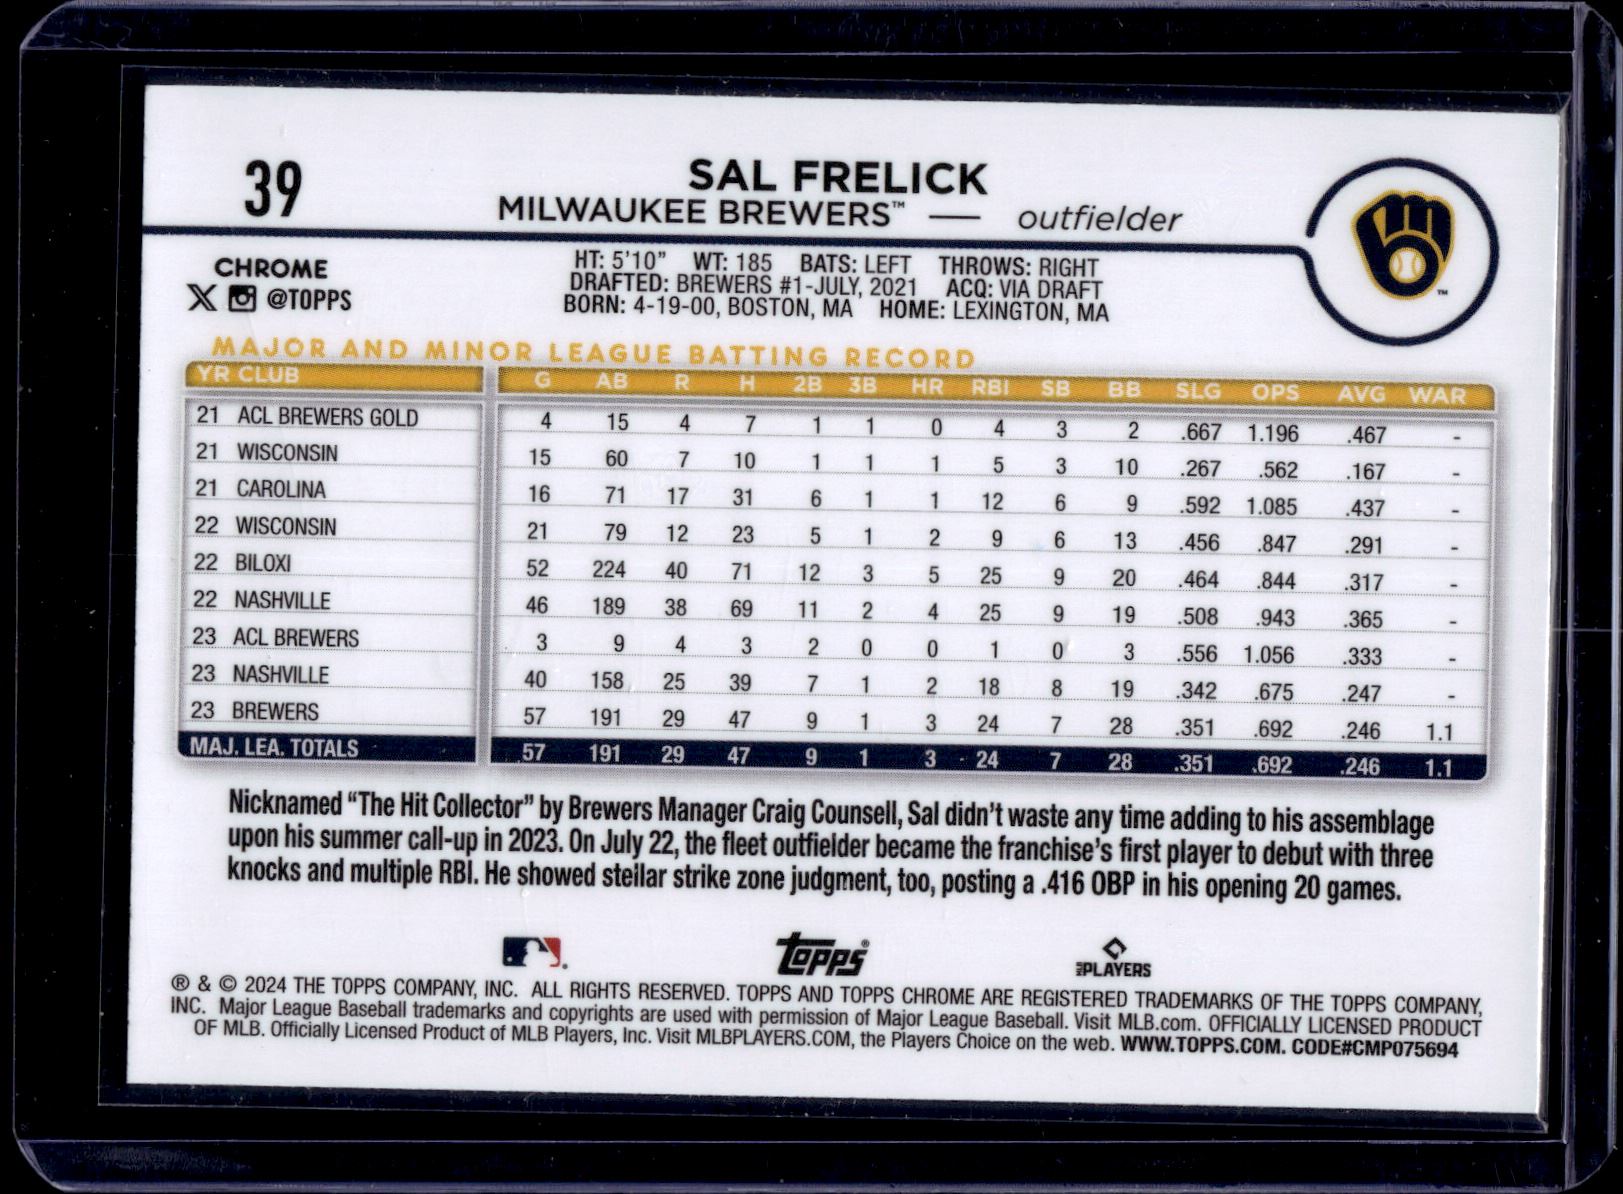 39
SAL FRELICK
MILWAUKEE BREWERS™ — outfielder
CHROME
@TOPPS
HT: 5'10" WT: 185 BATS: LEFT THROWS: RIGHT
DRAFTED: BREWERS #1-JULY, 2021 ACQ: VIA DRAFT
BORN: 4-19-00, BOSTON, MA HOME: LEXINGTON, MA
™
MAJOR AND MINOR LEAGUE BATTING RECORD
YR CLUB G AB R H 2B 3B HR RBI SB BB SLG OPS AVG WAR
21 ACL BREWERS GOLD 4 15 4 7 1 1 0 4 3 2 .667 1.196 .467 -
21 WISCONSIN 15 60 7 10 1 1 1 5 3 10 .267 .562 .167 -
21 CAROLINA 16 71 17 31 6 1 1 12 6 9 .592 1.085 .437 -
22 WISCONSIN 21 79 12 23 5 1 2 9 6 13 .456 .847 .291 -
22 BILOXI 52 224 40 71 12 3 5 25 9 20 .464 .844 .317 -
22 NASHVILLE 46 189 38 69 11 2 4 25 9 19 .508 .943 .365 -
23 ACL BREWERS 3 9 4 3 2 0 0 1 0 3 .556 1.056 .333 -
23 NASHVILLE 40 158 25 39 7 1 2 18 8 19 .342 .675 .247 -
23 BREWERS 57 191 29 47 9 1 3 24 7 28 .351 .692 .246 1.1
MAJ. LEA. TOTALS 57 191 29 47 9 1 3 24 7 28 .351 .692 .246 1.1
Nicknamed “The Hit Collector” by Brewers Manager Craig Counsell, Sal didn't waste any time adding to his assemblage
upon his summer call-up in 2023. On July 22, the fleet outfielder became the franchise's first player to debut with three
knocks and multiple RBI. He showed stellar strike zone judgment, too, posting a .416 OBP in his opening 20 games.
Topps® MLB PLAYERS
® & © 2024 THE TOPPS COMPANY, INC. ALL RIGHTS RESERVED. TOPPS AND TOPPS CHROME ARE REGISTERED TRADEMARKS OF THE TOPPS COMPANY,
INC. Major League Baseball trademarks and copyrights are used with permission of Major League Baseball. Visit MLB.com. OFFICIALLY LICENSED PRODUCT
OF MLB. Officially Licensed Product of MLB Players, Inc. Visit MLBPLAYERS.COM, the Players Choice on the web. WWW.TOPPS.COM. CODE#CMP075694